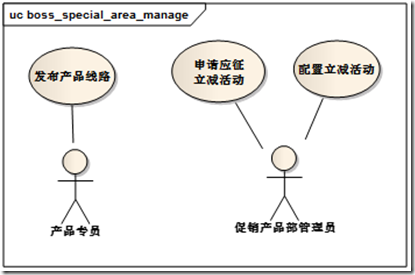 uc boss_special_area_manage
发布产品线路
申请应征
立减活动
配置立减活动
产品专员
促销产品部管理员